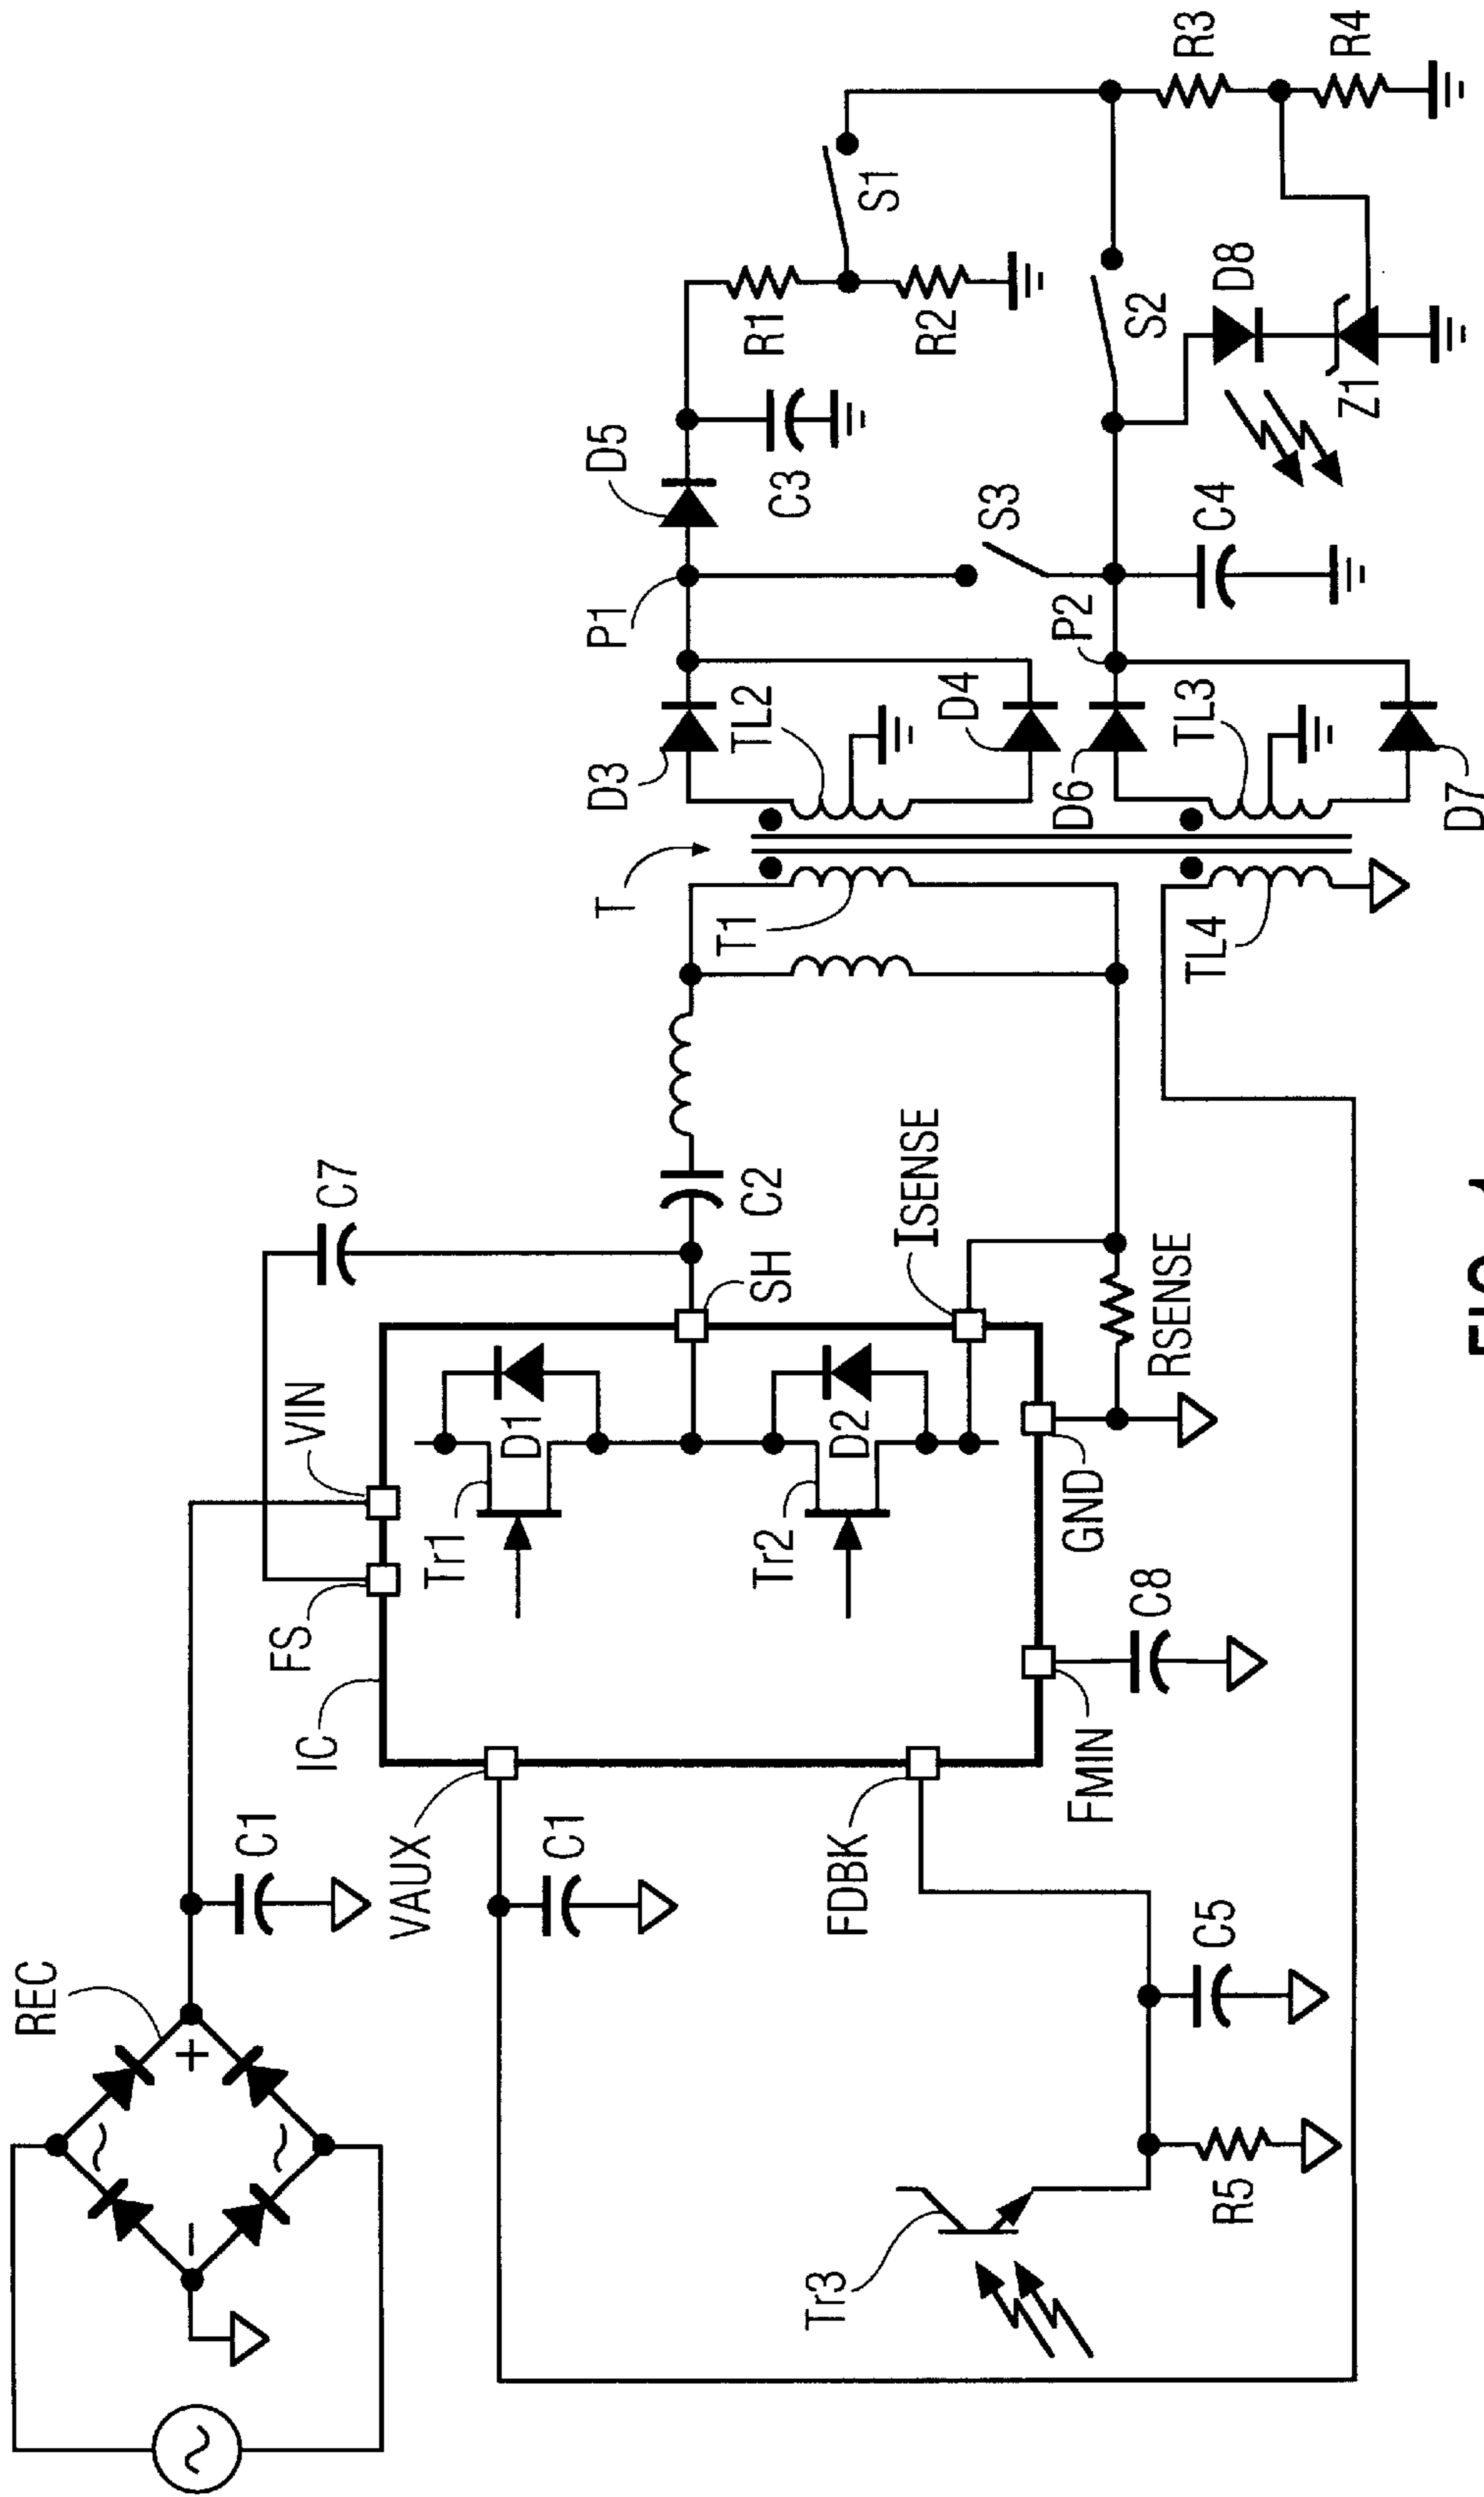 REC
C1
IC
FS
VIN
C7
VAUX
C1
Tr1
D1
SH
C2
T1
T
D3
TL2
P1
D5
C3
R1
R2
S1
Tr2
D2
ISENSE
D4
D6
P2
S3
S2
FDBK
FMIN
GND
RSENSE
TL4
TL3
C4
D8
R3
Tr3
R5
C5
C8
D7
Z1
R4
+
−
~
~
~